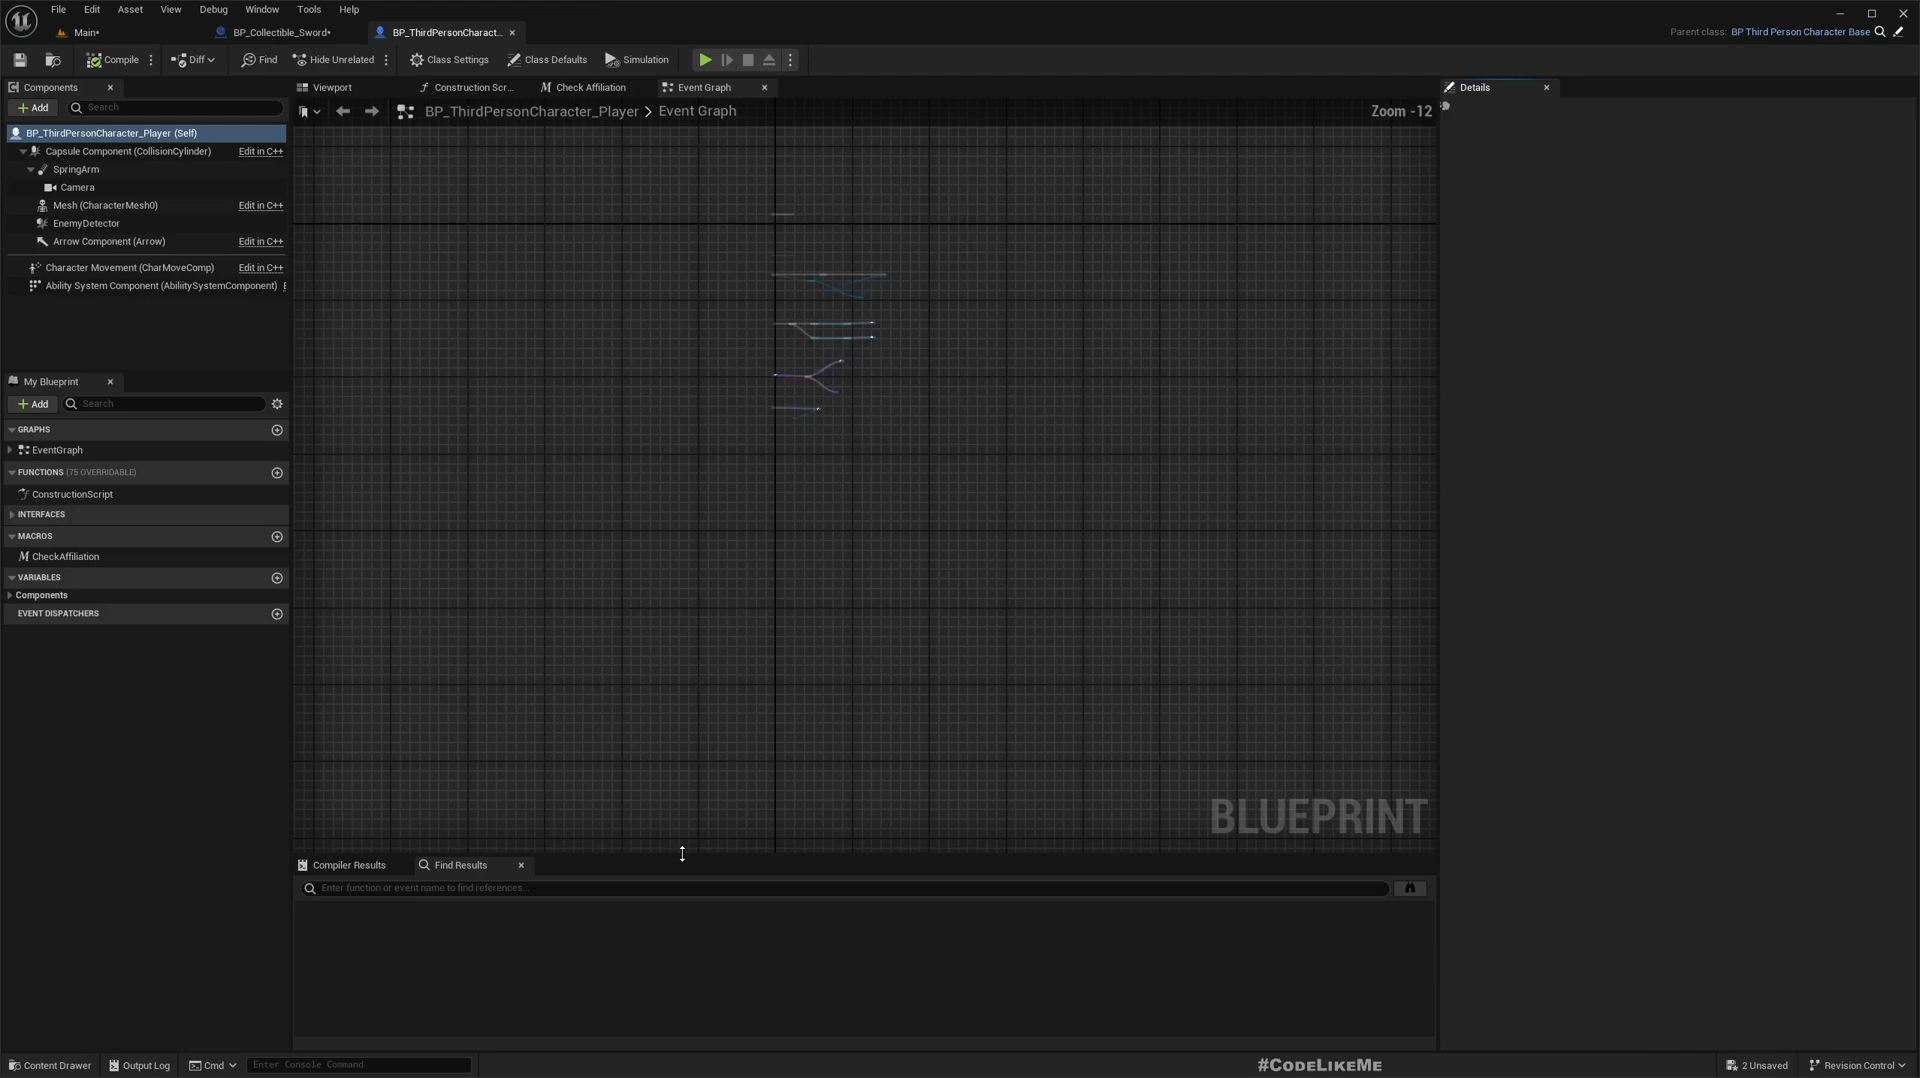 File Edit Asset View Debug Window Tools Help
Main* BP_Collectible_Sword* BP_ThirdPersonCharact..
Parent class: BP Third Person Character Base
Compile Diff Find Hide Unrelated Class Settings Class Defaults Simulation
Components
Viewport Construction Scr... Check Affiliation Event Graph
Details
Add Search
BP_ThirdPersonCharacter_Player > Event Graph
Zoom -12
BP_ThirdPersonCharacter_Player (Self)
Capsule Component (CollisionCylinder) Edit in C++
SpringArm
Camera
Mesh (CharacterMesh0) Edit in C++
EnemyDetector
Arrow Component (Arrow) Edit in C++
Character Movement (CharMoveComp) Edit in C++
Ability System Component (AbilitySystemComponent)
My Blueprint
Add Search
GRAPHS
EventGraph
FUNCTIONS (75 OVERRIDABLE)
ConstructionScript
INTERFACES
MACROS
CheckAffiliation
VARIABLES
Components
EVENT DISPATCHERS
BLUEPRINT
Compiler Results Find Results
Enter function or event name to find references...
Content Drawer Output Log Cmd Enter Console Command
#CODELIKEME
2 Unsaved Revision Control